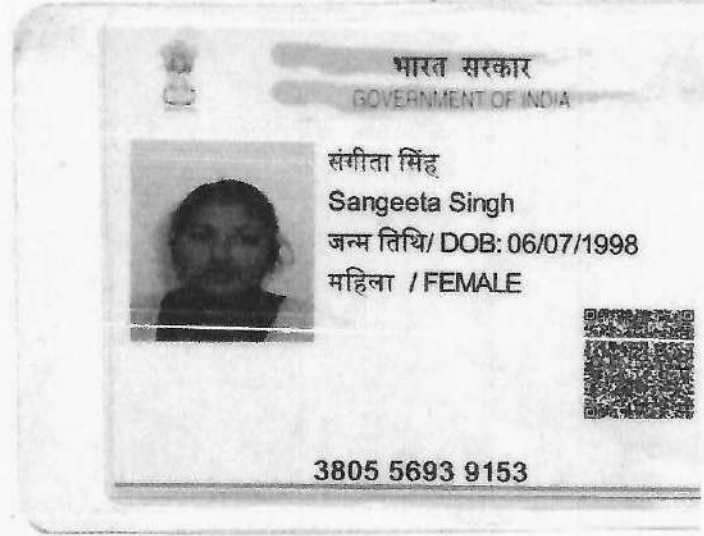 भारत सरकार
GOVERNMENT OF INDIA
संगीता सिंह
Sangeeta Singh
जन्म तिथि/ DOB: 06/07/1998
महिला / FEMALE
3805 5693 9153